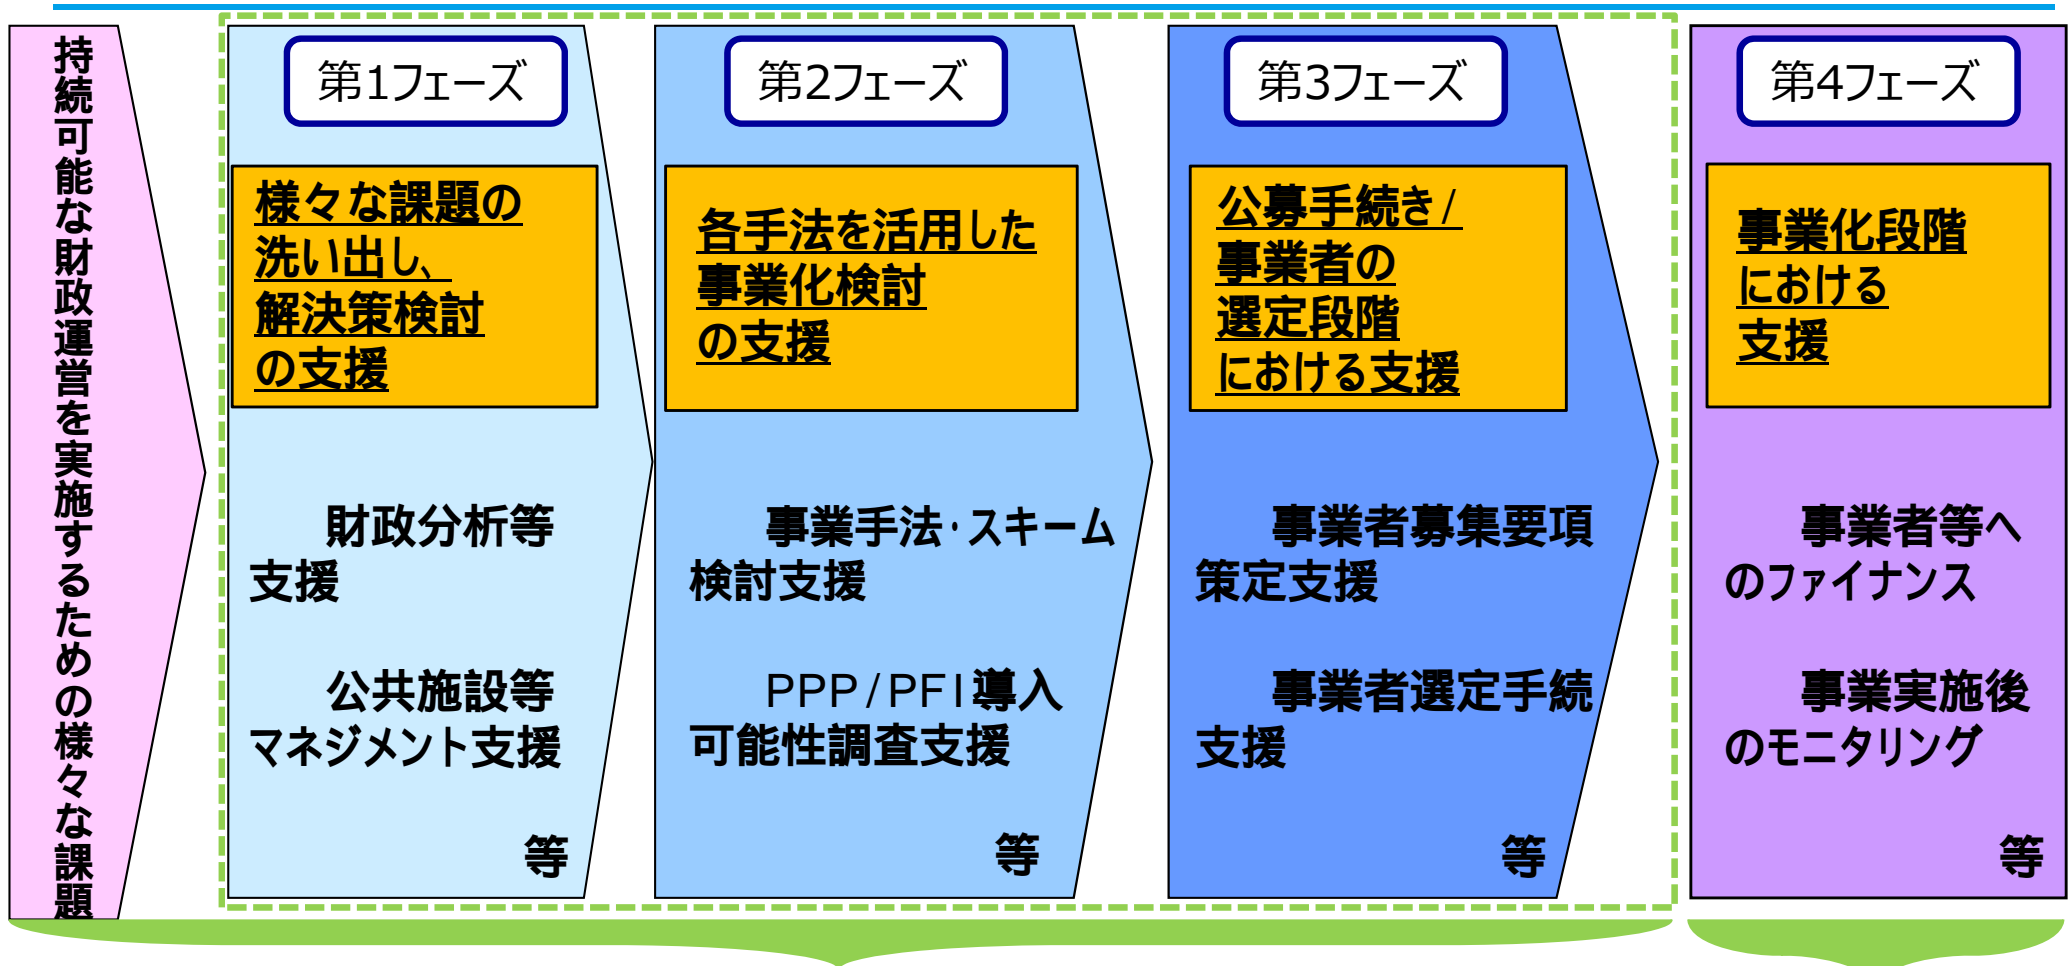 持続可能な財政運営を実施するための様々な課題
第1フェーズ
様々な課題の
洗い出し、
解決策検討
の支援
財政分析等
支援
公共施設等
マネジメント支援
等
第2フェーズ
各手法を活用した
事業化検討
の支援
事業手法・スキーム
検討支援
PPP/PFI導入
可能性調査支援
等
第3フェーズ
公募手続き/
事業者の
選定段階
における支援
事業者募集要項
策定支援
事業者選定手続
支援
等
第4フェーズ
事業化段階
における
支援
事業者等へ
のファイナンス
事業実施後
のモニタリング
等